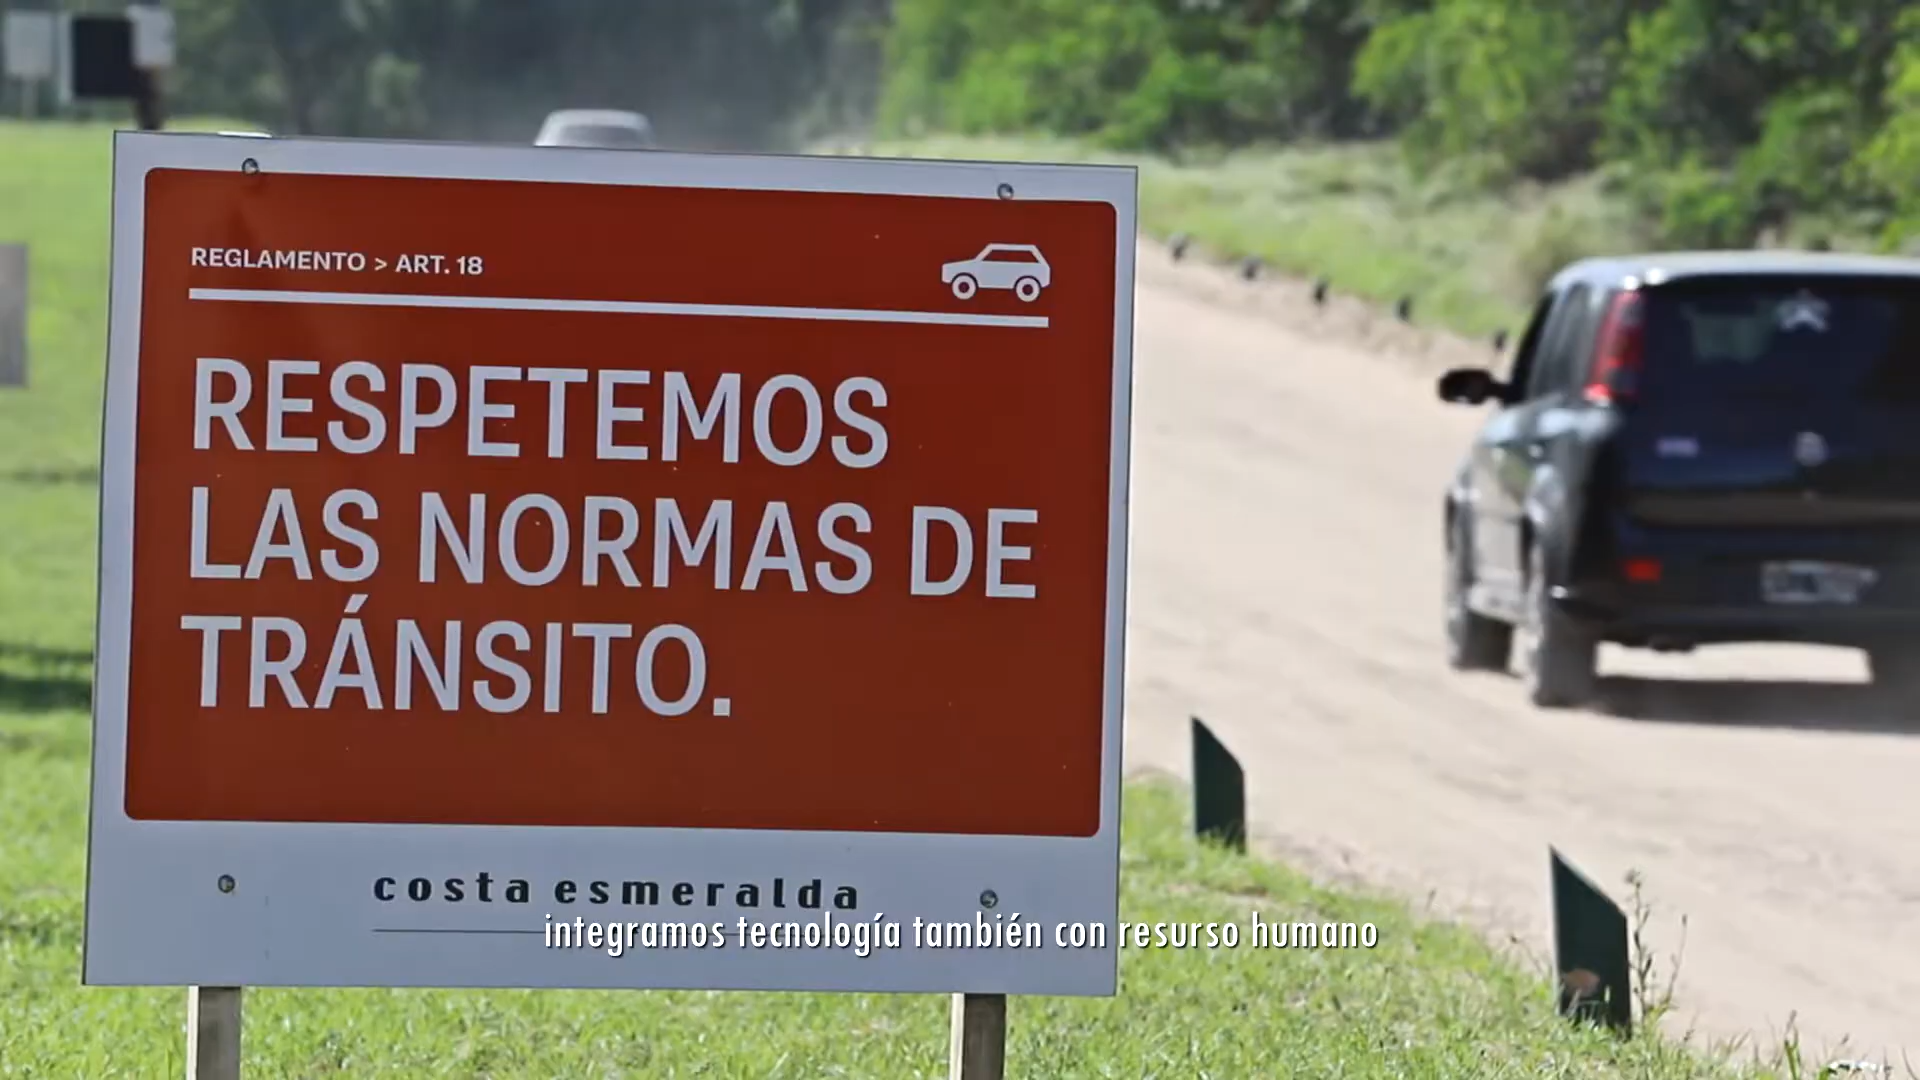 REGLAMENTO > ART. 18
RESPETEMOS
LAS NORMAS DE
TRÁNSITO.
costa esmeralda
integramos tecnología también con resurso humano